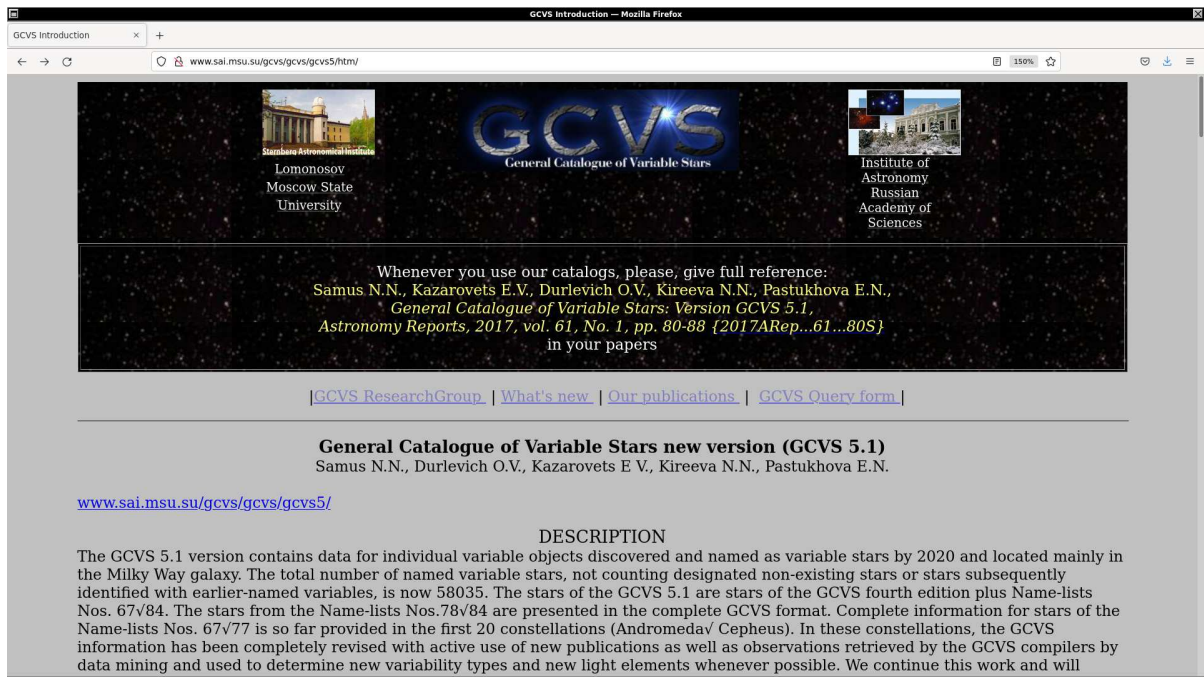 GCVS Introduction — Mozilla Firefox
GCVS Introduction
www.sai.msu.su/gcvs/gcvs/gcvs5/htm/
150%
Sternberg Astronomical Institute
Lomonosov
Moscow State
University
GCVS
General Catalogue of Variable Stars
Institute of
Astronomy
Russian
Academy of
Sciences
Whenever you use our catalogs, please, give full reference:
Samus N.N., Kazarovets E.V., Durlevich O.V., Kireeva N.N., Pastukhova E.N.,
General Catalogue of Variable Stars: Version GCVS 5.1,
Astronomy Reports, 2017, vol. 61, No. 1, pp. 80-88 {2017ARep...61...80S}
in your papers
|GCVS ResearchGroup | What's new | Our publications | GCVS Query form |
General Catalogue of Variable Stars new version (GCVS 5.1)
Samus N.N., Durlevich O.V., Kazarovets E V., Kireeva N.N., Pastukhova E.N.
www.sai.msu.su/gcvs/gcvs/gcvs5/
DESCRIPTION
The GCVS 5.1 version contains data for individual variable objects discovered and named as variable stars by 2020 and located mainly in
the Milky Way galaxy. The total number of named variable stars, not counting designated non-existing stars or stars subsequently
identified with earlier-named variables, is now 58035. The stars of the GCVS 5.1 are stars of the GCVS fourth edition plus Name-lists
Nos. 67√84. The stars from the Name-lists Nos.78√84 are presented in the complete GCVS format. Complete information for stars of the
Name-lists Nos. 67√77 is so far provided in the first 20 constellations (Andromeda√ Cepheus). In these constellations, the GCVS
information has been completely revised with active use of new publications as well as observations retrieved by the GCVS compilers by
data mining and used to determine new variability types and new light elements whenever possible. We continue this work and will